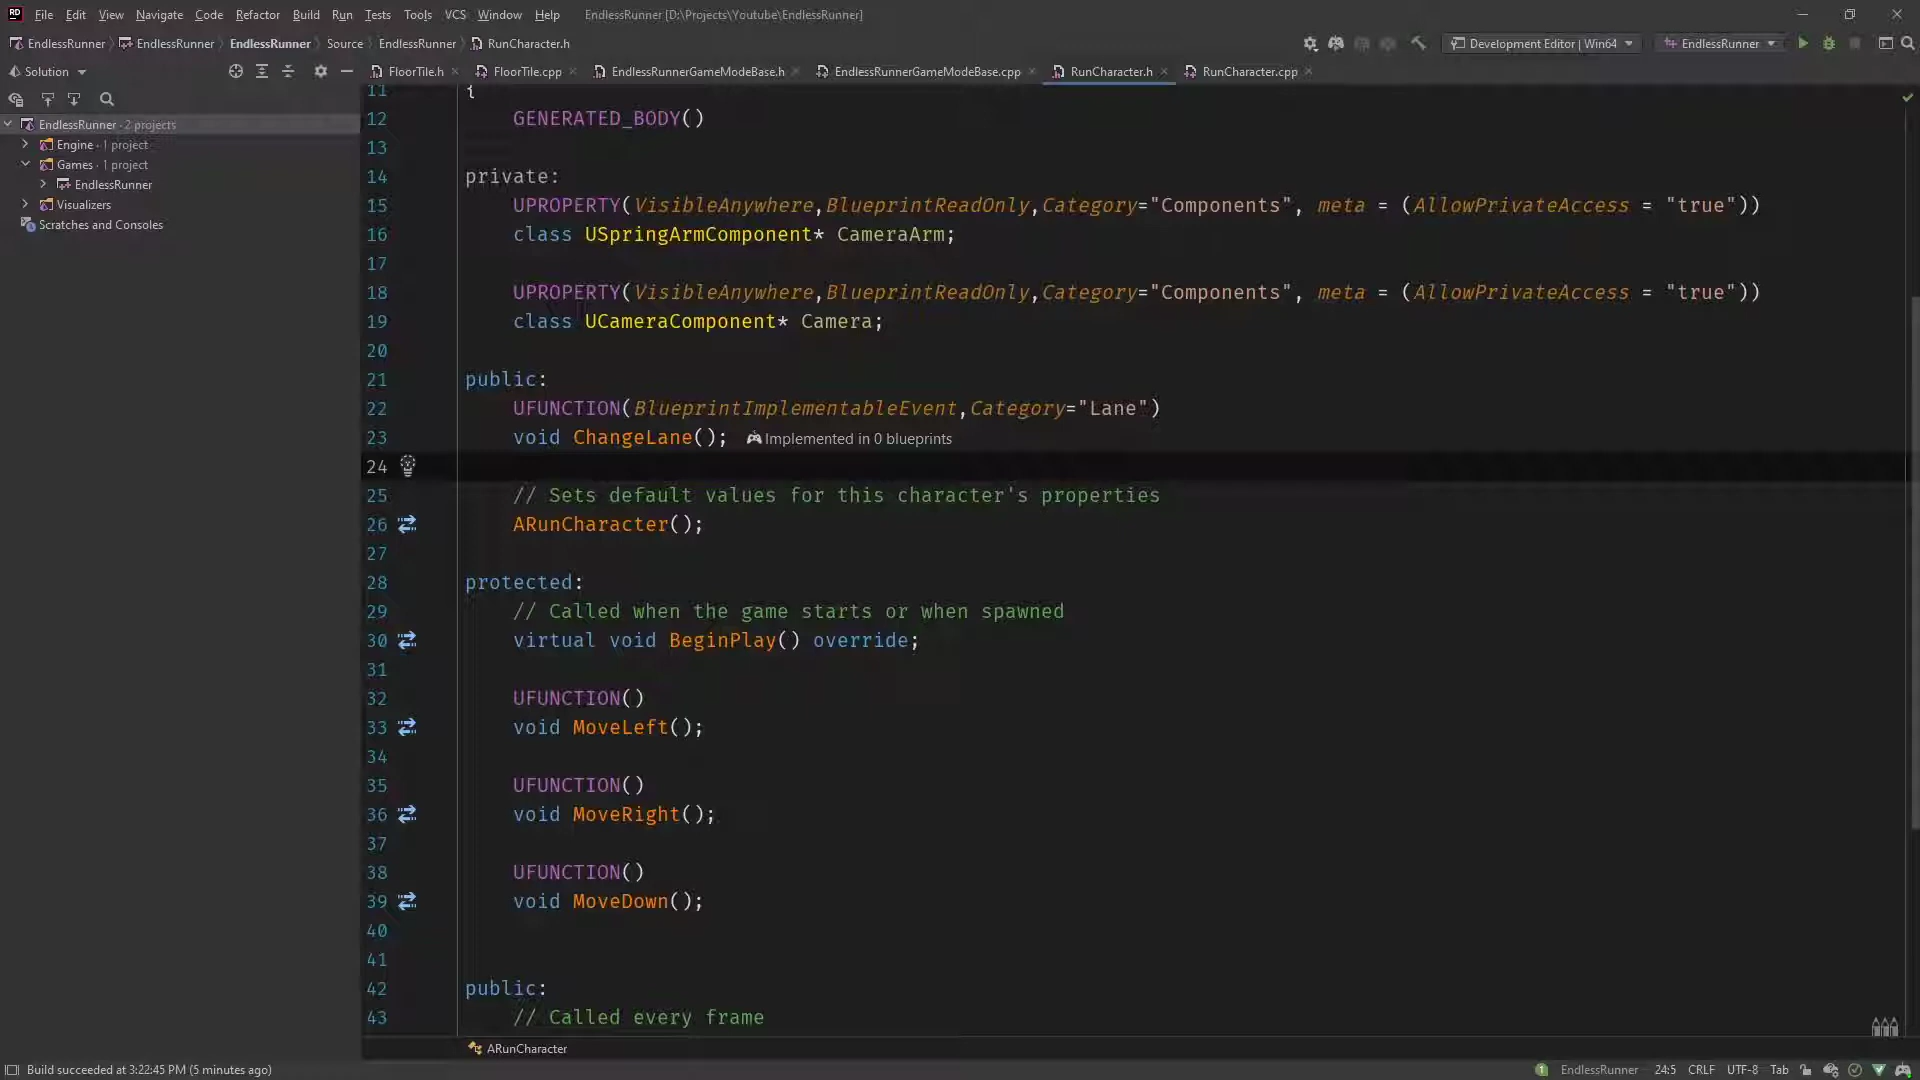 RD File Edit View Navigate Code Refactor Build Run Tests Tools VCS Window Help EndlessRunner [D:\Projects\Youtube\EndlessRunner]
EndlessRunner EndlessRunner EndlessRunner Source EndlessRunner RunCharacter.h Development Editor | Win64 EndlessRunner
Solution FloorTile.h FloorTile.cpp EndlessRunnerGameModeBase.h EndlessRunnerGameModeBase.cpp RunCharacter.h RunCharacter.cpp
EndlessRunner · 2 projects
Engine · 1 project
Games · 1 project
EndlessRunner
Visualizers
Scratches and Consoles
11 {
12 GENERATED_BODY()
13
14 private:
15 UPROPERTY(VisibleAnywhere,BlueprintReadOnly,Category="Components", meta = (AllowPrivateAccess = "true"))
16 class USpringArmComponent* CameraArm;
17
18 UPROPERTY(VisibleAnywhere,BlueprintReadOnly,Category="Components", meta = (AllowPrivateAccess = "true"))
19 class UCameraComponent* Camera;
20
21 public:
22 UFUNCTION(BlueprintImplementableEvent,Category="Lane")
23 void ChangeLane(); Implemented in 0 blueprints
24
25 // Sets default values for this character's properties
26 ARunCharacter();
27
28 protected:
29 // Called when the game starts or when spawned
30 virtual void BeginPlay() override;
31
32 UFUNCTION()
33 void MoveLeft();
34
35 UFUNCTION()
36 void MoveRight();
37
38 UFUNCTION()
39 void MoveDown();
40
41
42 public:
43 // Called every frame
ARunCharacter
Build succeeded at 3:22:45 PM (5 minutes ago) 1 EndlessRunner 24:5 CRLF UTF-8 Tab